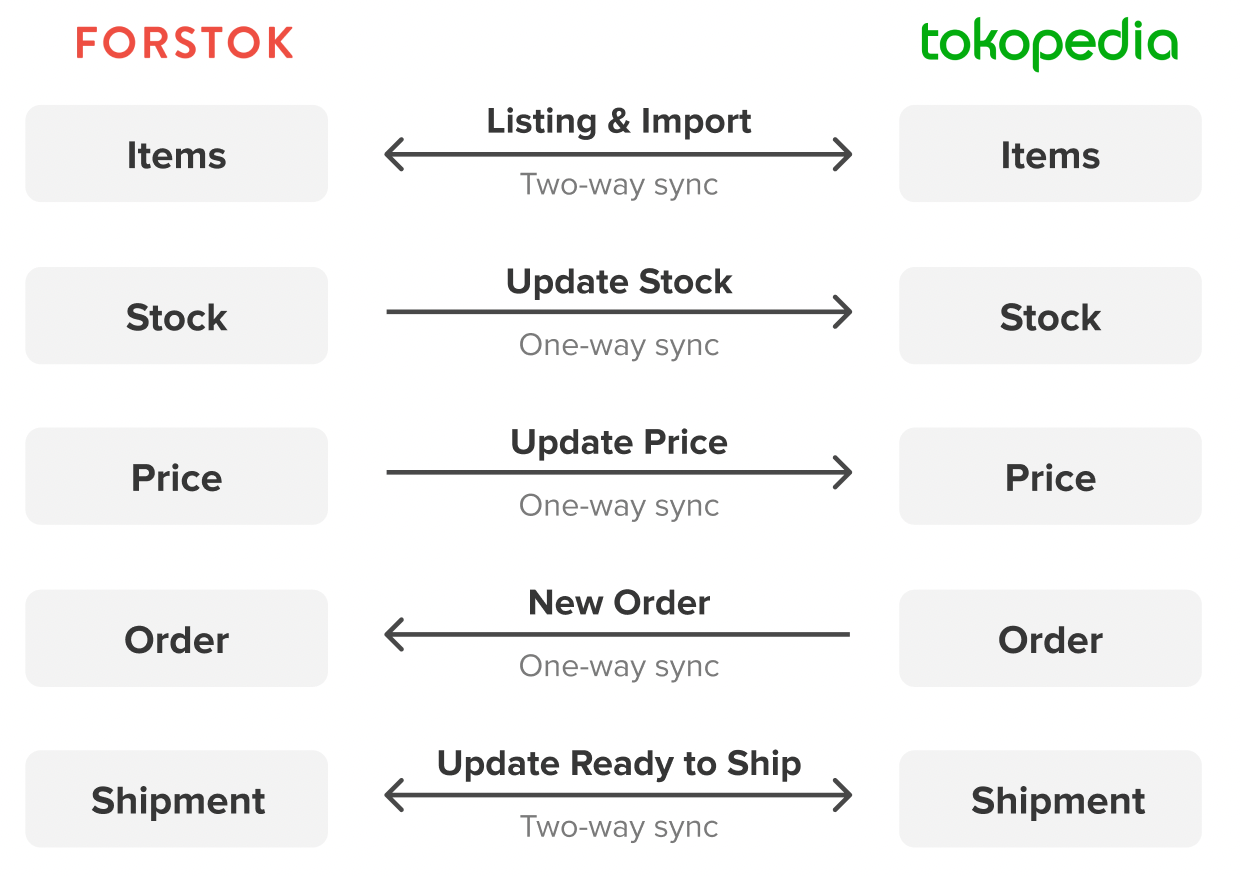 FORSTOK
tokopedia
Items
Listing & Import
Two-way sync
Items
Stock
Update Stock
One-way sync
Stock
Price
Update Price
One-way sync
Price
Order
New Order
One-way sync
Order
Shipment
Update Ready to Ship
Two-way sync
Shipment